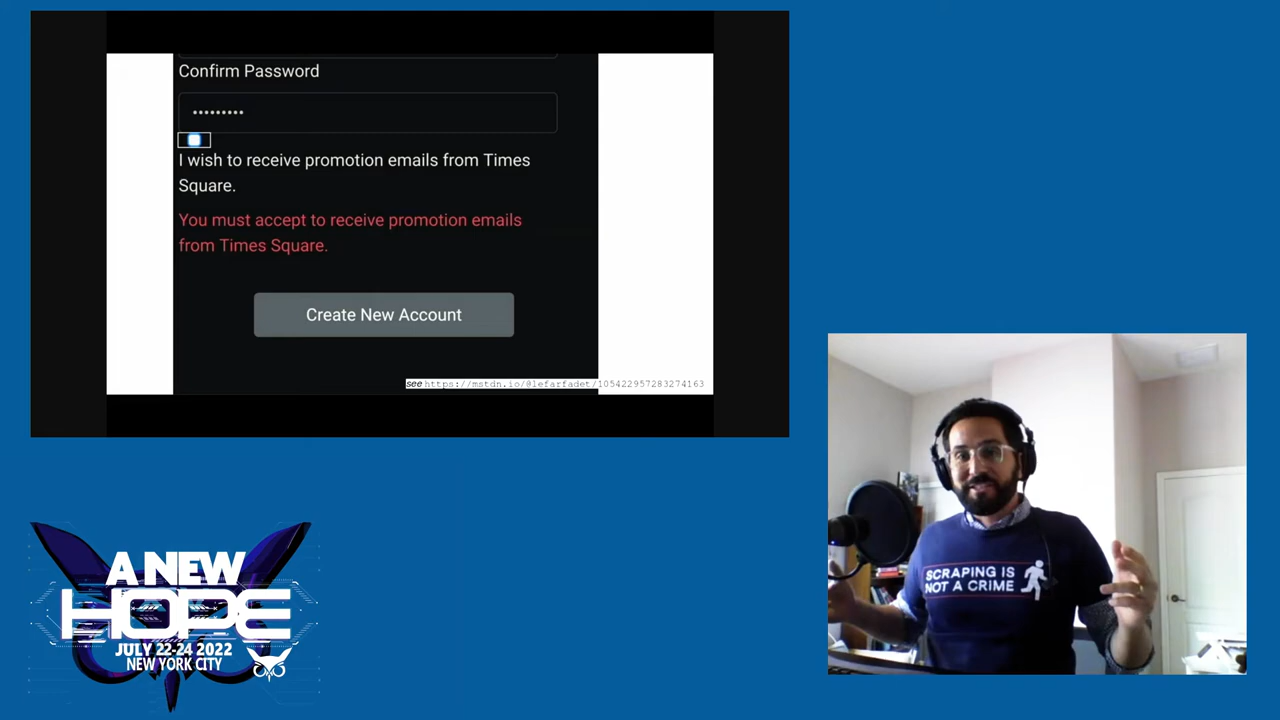 Confirm Password
•••••••••
I wish to receive promotion emails from Times
Square.
You must accept to receive promotion emails
from Times Square.
Create New Account
see https://mstdn.io/@lefarfadet/105422957283274163
A NEW
HOPE
JULY 22-24 2022
NEW YORK CITY
SCRAPING IS
NOT A CRIME